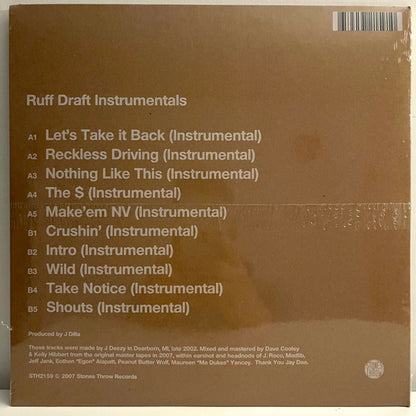 Ruff Draft Instrumentals
A1 Let's Take it Back (Instrumental)
A2 Reckless Driving (Instrumental)
A3 Nothing Like This (Instrumental)
A4 The $ (Instrumental)
A5 Make'em NV (Instrumental)
B1 Crushin' (Instrumental)
B2 Intro (Instrumental)
B3 Wild (Instrumental)
B4 Take Notice (Instrumental)
B5 Shouts (Instrumental)
Produced by J Dilla
These tracks were made by J Deezy in Dearborn, MI, late 2002. Mixed and mastered by Dave Cooley
& Kelly Hibbert from the original master tapes in 2007, within earshot and headnods of J. Rocc, Madlib,
Jeff Jank, Eothen "Egon" Alapatt, Peanut Butter Wolf, Maureen "Ma Dukes" Yancey. Thank You Jay Dee.
STH2159 © 2007 Stones Throw Records